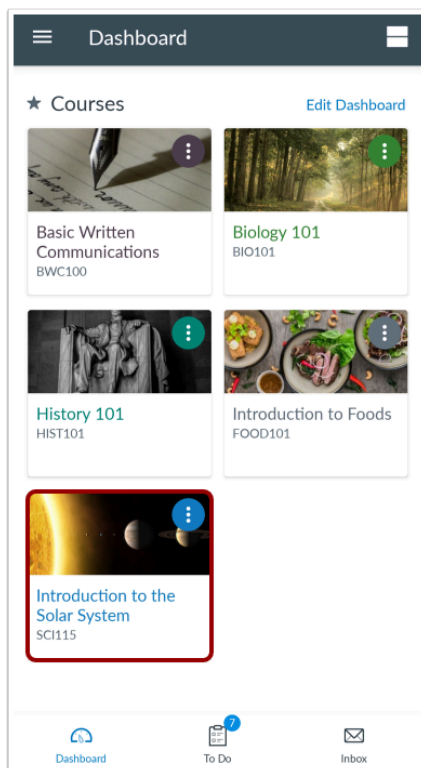 Dashboard
Courses
Edit Dashboard
Basic Written
Communications
BWC100
Biology 101
BIO101
History 101
HIST101
Introduction to Foods
FOOD101
Introduction to the
Solar System
SCI115
7
Dashboard
To Do
Inbox